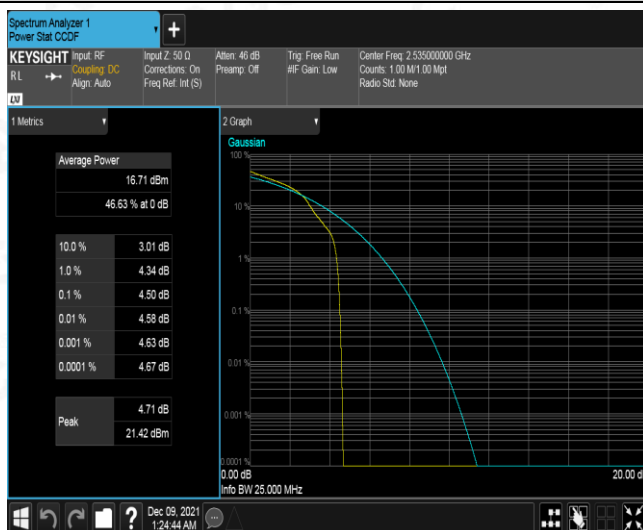 Spectrum Analyzer 1
Power Stat CCDF
+
KEYSIGHT
RL
LXI
Input: RF
Coupling: DC
Align: Auto
Input Z: 50 Ω
Corrections: On
Freq Ref: Int (S)
Atten: 46 dB
Preamp: Off
Trig: Free Run
#IF Gain: Low
Center Freq: 2.535000000 GHz
Counts: 1.00 M/1.00 Mpt
Radio Std: None
1 Metrics
Average Power
16.71 dBm
46.63 % at 0 dB
10.0 % 3.01 dB
1.0 % 4.34 dB
0.1 % 4.50 dB
0.01 % 4.58 dB
0.001 % 4.63 dB
0.0001 % 4.67 dB
Peak 4.71 dB
21.42 dBm
2 Graph
Gaussian
100 %
10 %
1 %
0.1 %
0.01 %
0.001 %
0.0001 %
0.00 dB
20.00 d
Info BW 25.000 MHz
?
Dec 09, 2021
1:24:44 AM